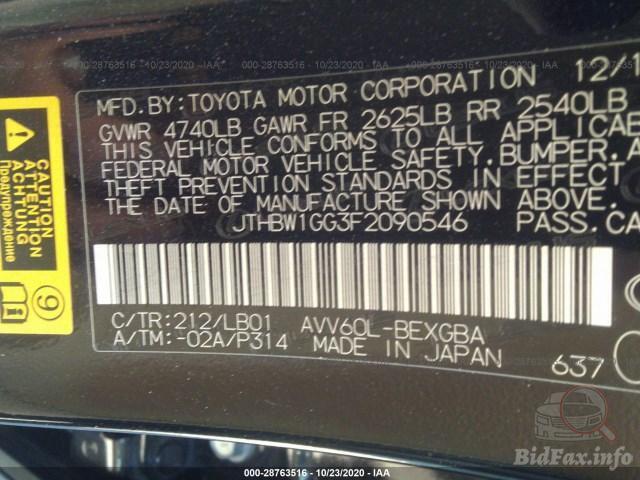 000-28763516 | 10/23/2020 - IAA
MFD.BY:TOYOTA MOTOR CORPORATION 12/1
GVWR 4740LB GAWR FR 2625LB RR 2540LB
THIS VEHICLE CONFORMS TO ALL APPLICABL
FEDERAL MOTOR VEHICLE SAFETY,BUMPER,A
THEFT PREVENTION STANDARDS IN EFFECT
THE DATE OF MANUFACTURE SHOWN ABOVE.
JTHBW1GG3F2090546 PASS.CA
C/TR:212/LB01 AVV60L-BEXGBA
A/TM:-02A/P314 MADE IN JAPAN
637
CAUTION
ATTENTION
ACHTUNG
Предупреждение
9
000-28763516 | 10/23/2020 - IAA
BidFax.info